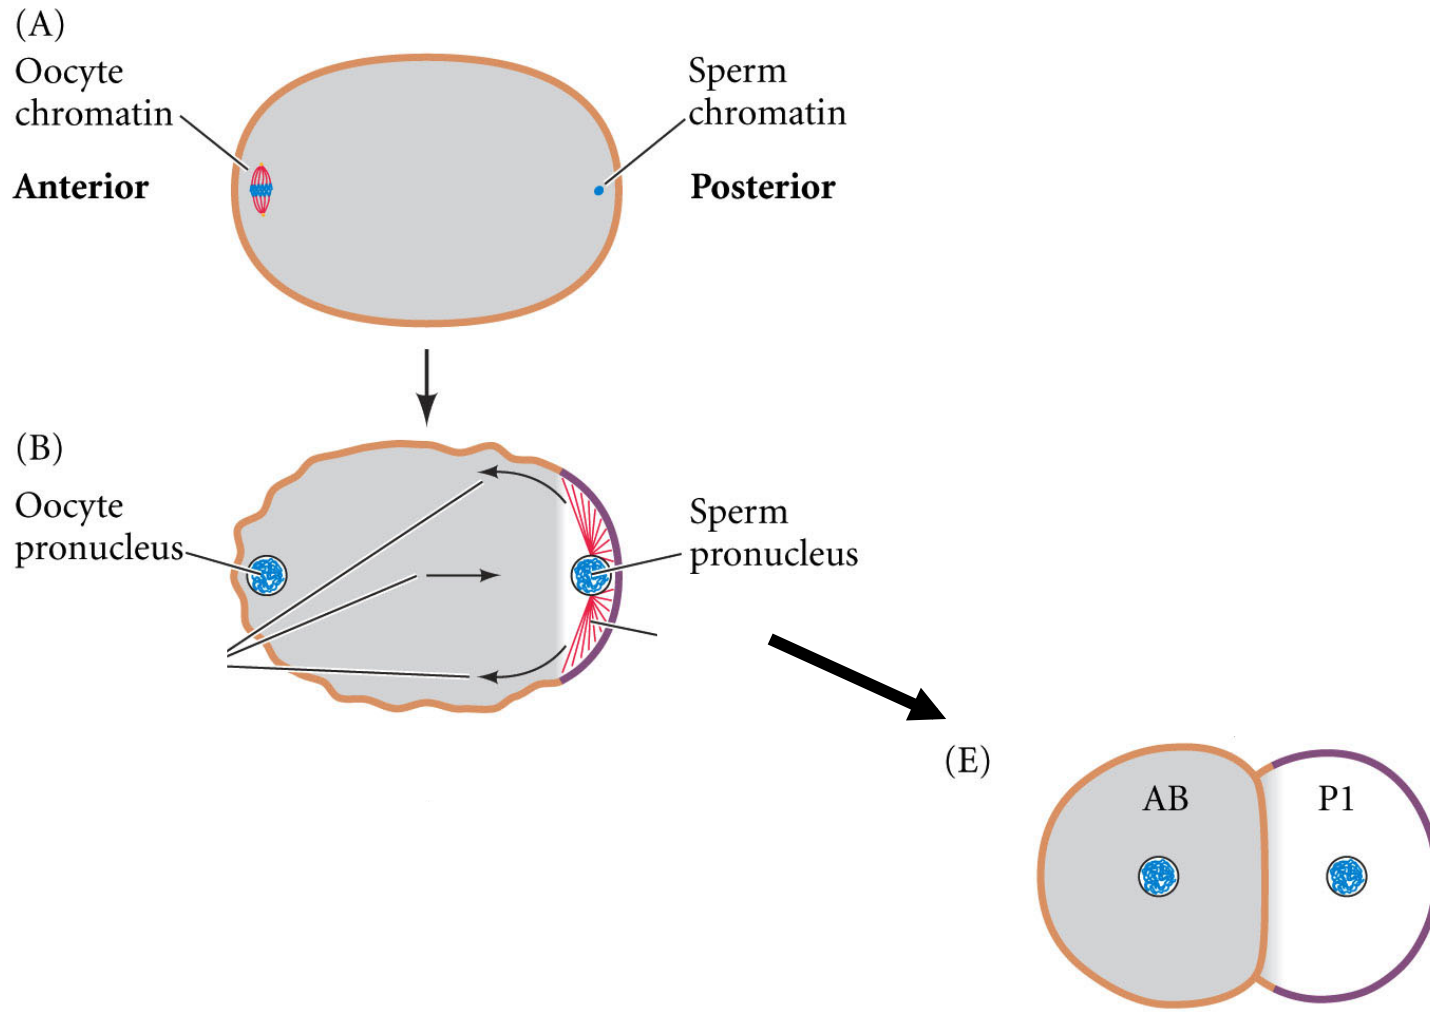 (A)
Oocyte
chromatin
Sperm
chromatin
Anterior
Posterior
(B)
Oocyte
pronucleus
Sperm
pronucleus
(E)
AB
P1